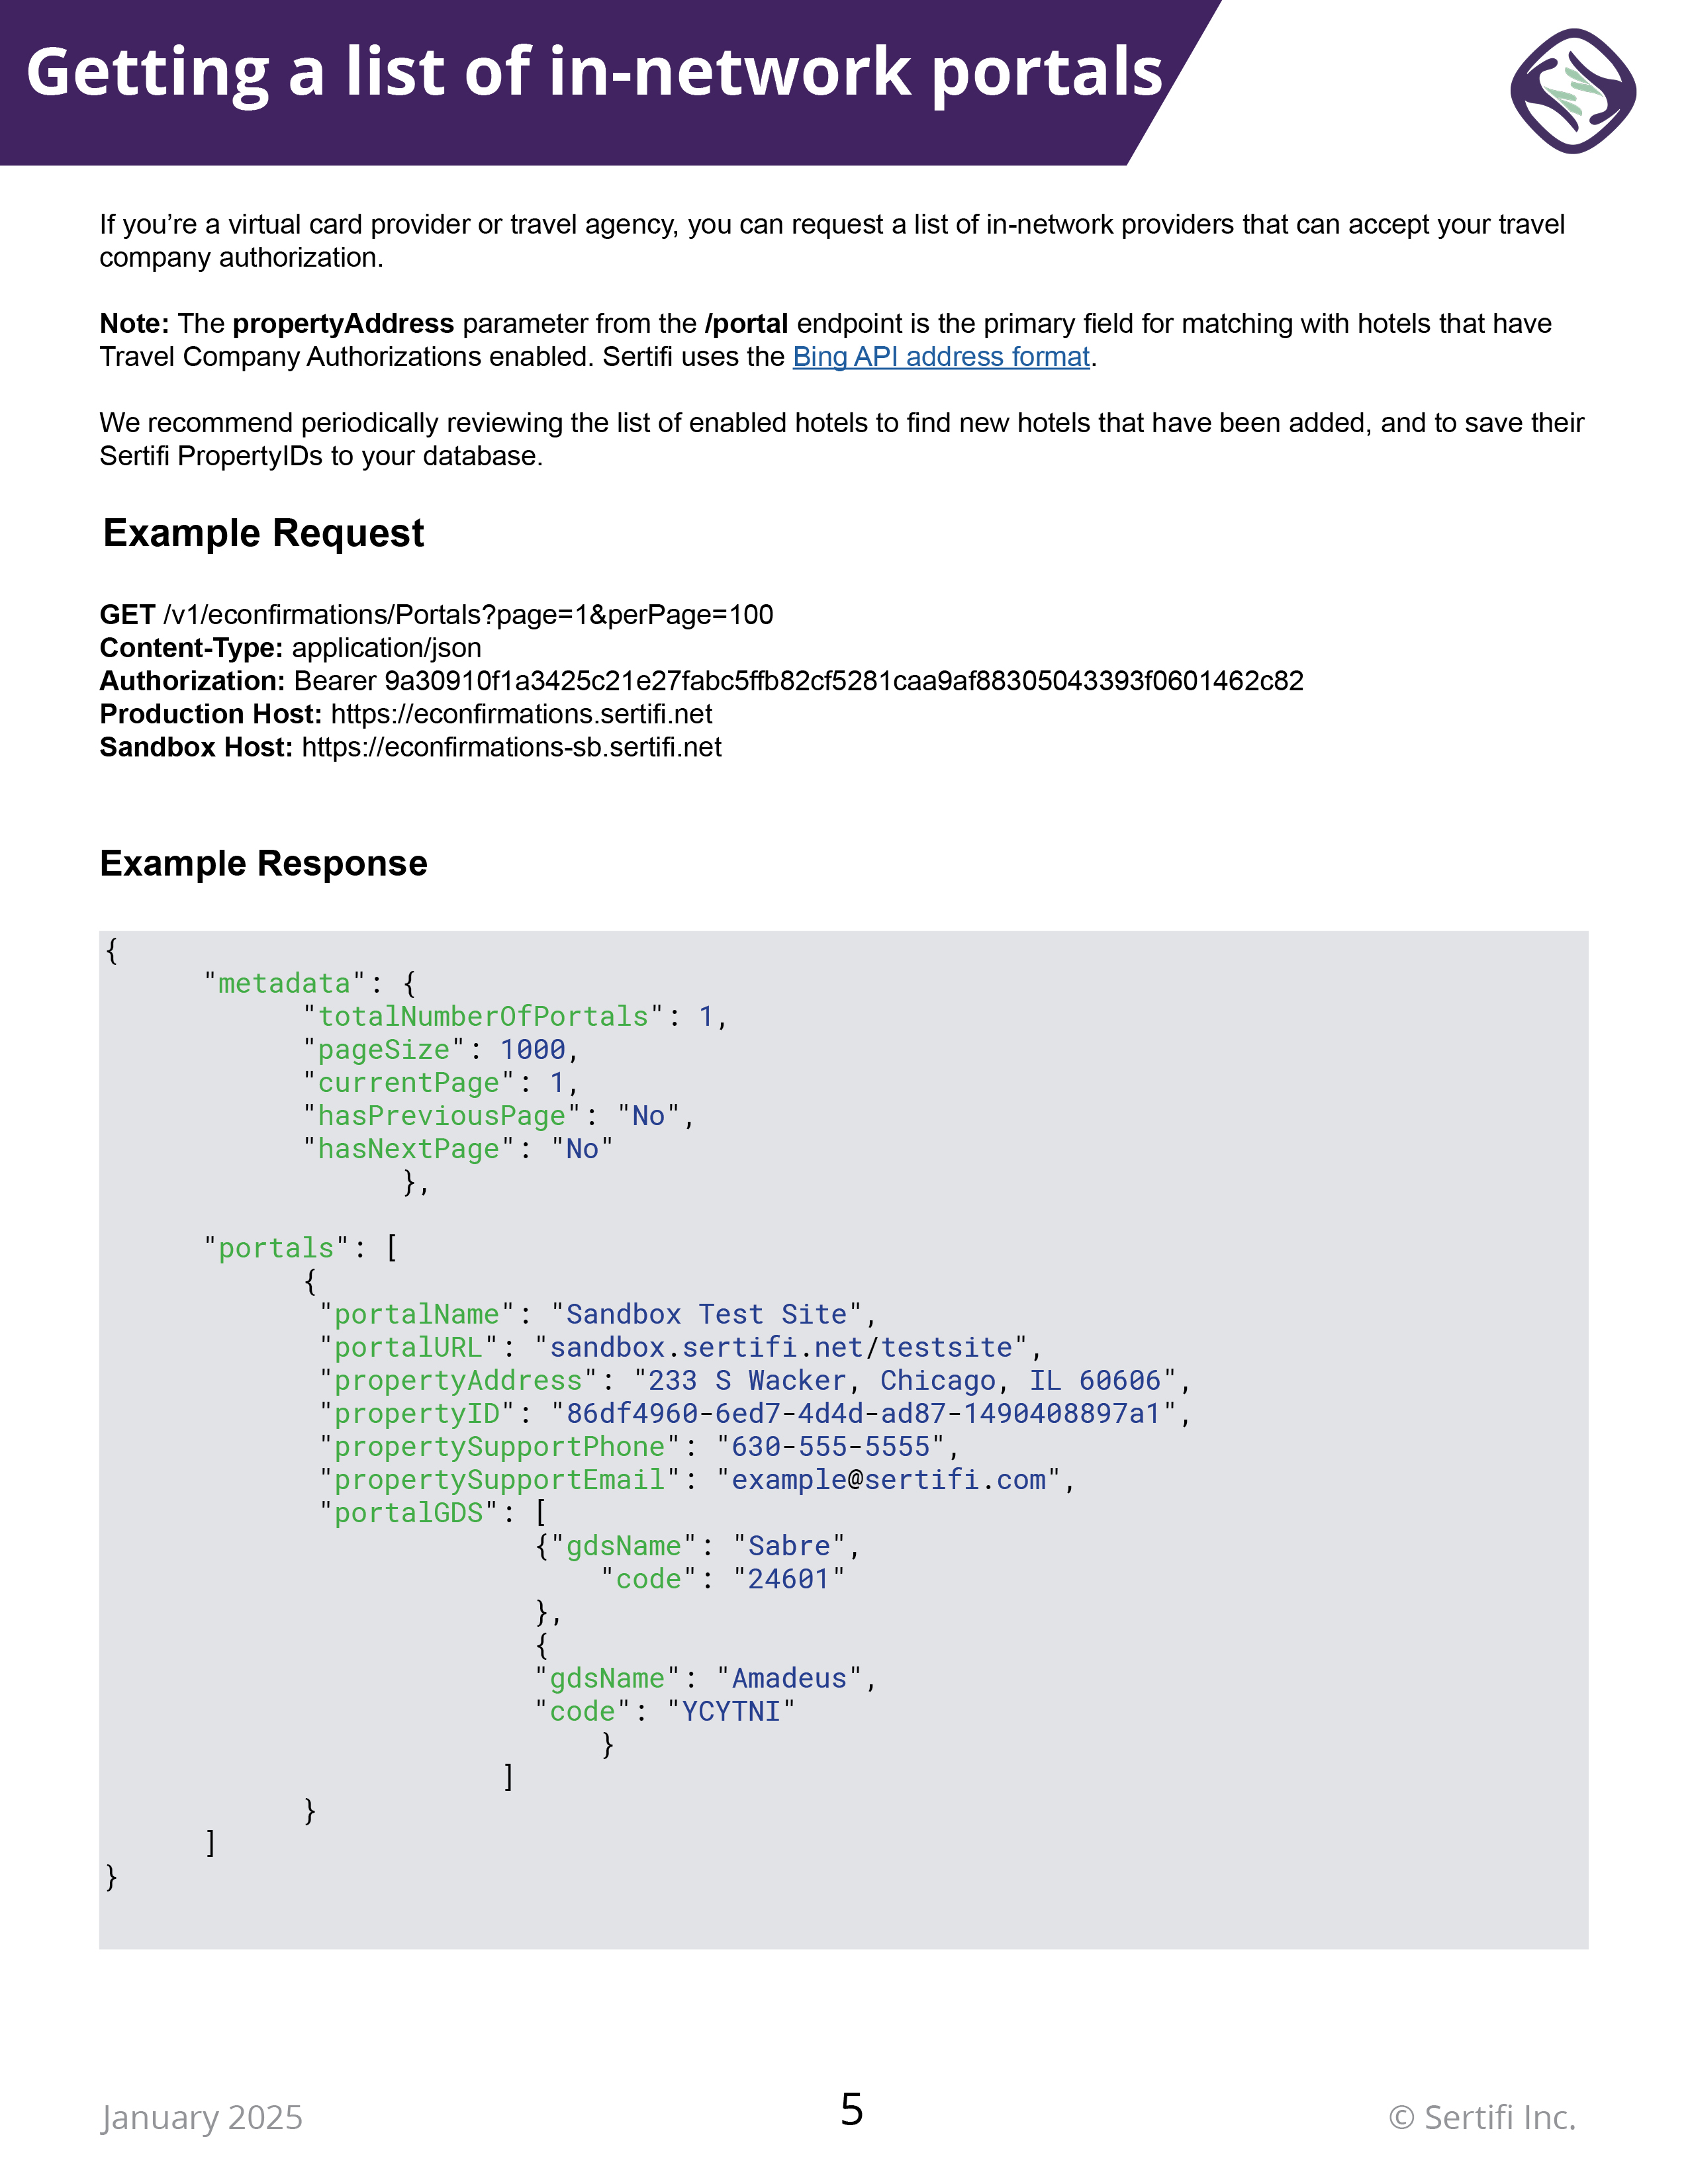 Getting a list of in-network portals
If you’re a virtual card provider or travel agency, you can request a list of in-network providers that can accept your travel
company authorization.
Note: The propertyAddress parameter from the /portal endpoint is the primary field for matching with hotels that have
Travel Company Authorizations enabled. Sertifi uses the Bing API address format.
We recommend periodically reviewing the list of enabled hotels to find new hotels that have been added, and to save their
Sertifi PropertyIDs to your database.
Example Request
GET /v1/econfirmations/Portals?page=1&perPage=100
Content-Type: application/json
Authorization: Bearer 9a30910f1a3425c21e27fabc5ffb82cf5281caa9af88305043393f0601462c82
Production Host: https://econfirmations.sertifi.net
Sandbox Host: https://econfirmations-sb.sertifi.net
Example Response
{
"metadata": {
"totalNumberOfPortals": 1,
"pageSize": 1000,
"currentPage": 1,
"hasPreviousPage": "No",
"hasNextPage": "No"
},
"portals": [
{
"portalName": "Sandbox Test Site",
"portalURL": "sandbox.sertifi.net/testsite",
"propertyAddress": "233 S Wacker, Chicago, IL 60606",
"propertyID": "86df4960-6ed7-4d4d-ad87-1490408897a1",
"propertySupportPhone": "630-555-5555",
"propertySupportEmail": "example@sertifi.com",
"portalGDS": [
{"gdsName": "Sabre",
"code": "24601"
},
{
"gdsName": "Amadeus",
"code": "YCYTNI"
}
]
}
]
}
January 2025
5
© Sertifi Inc.